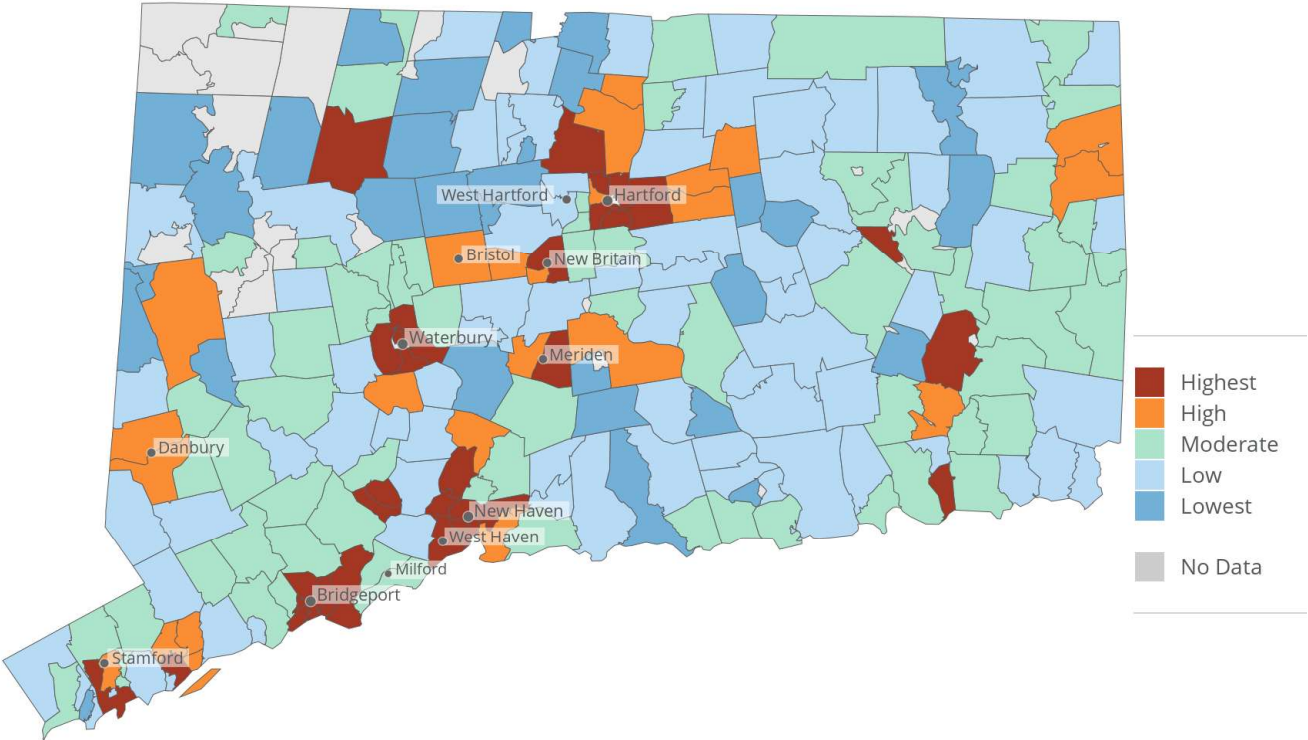 West Hartford
Hartford
Bristol
New Britain
Waterbury
Meriden
Danbury
New Haven
West Haven
Milford
Bridgeport
Stamford
Highest
High
Moderate
Low
Lowest
No Data